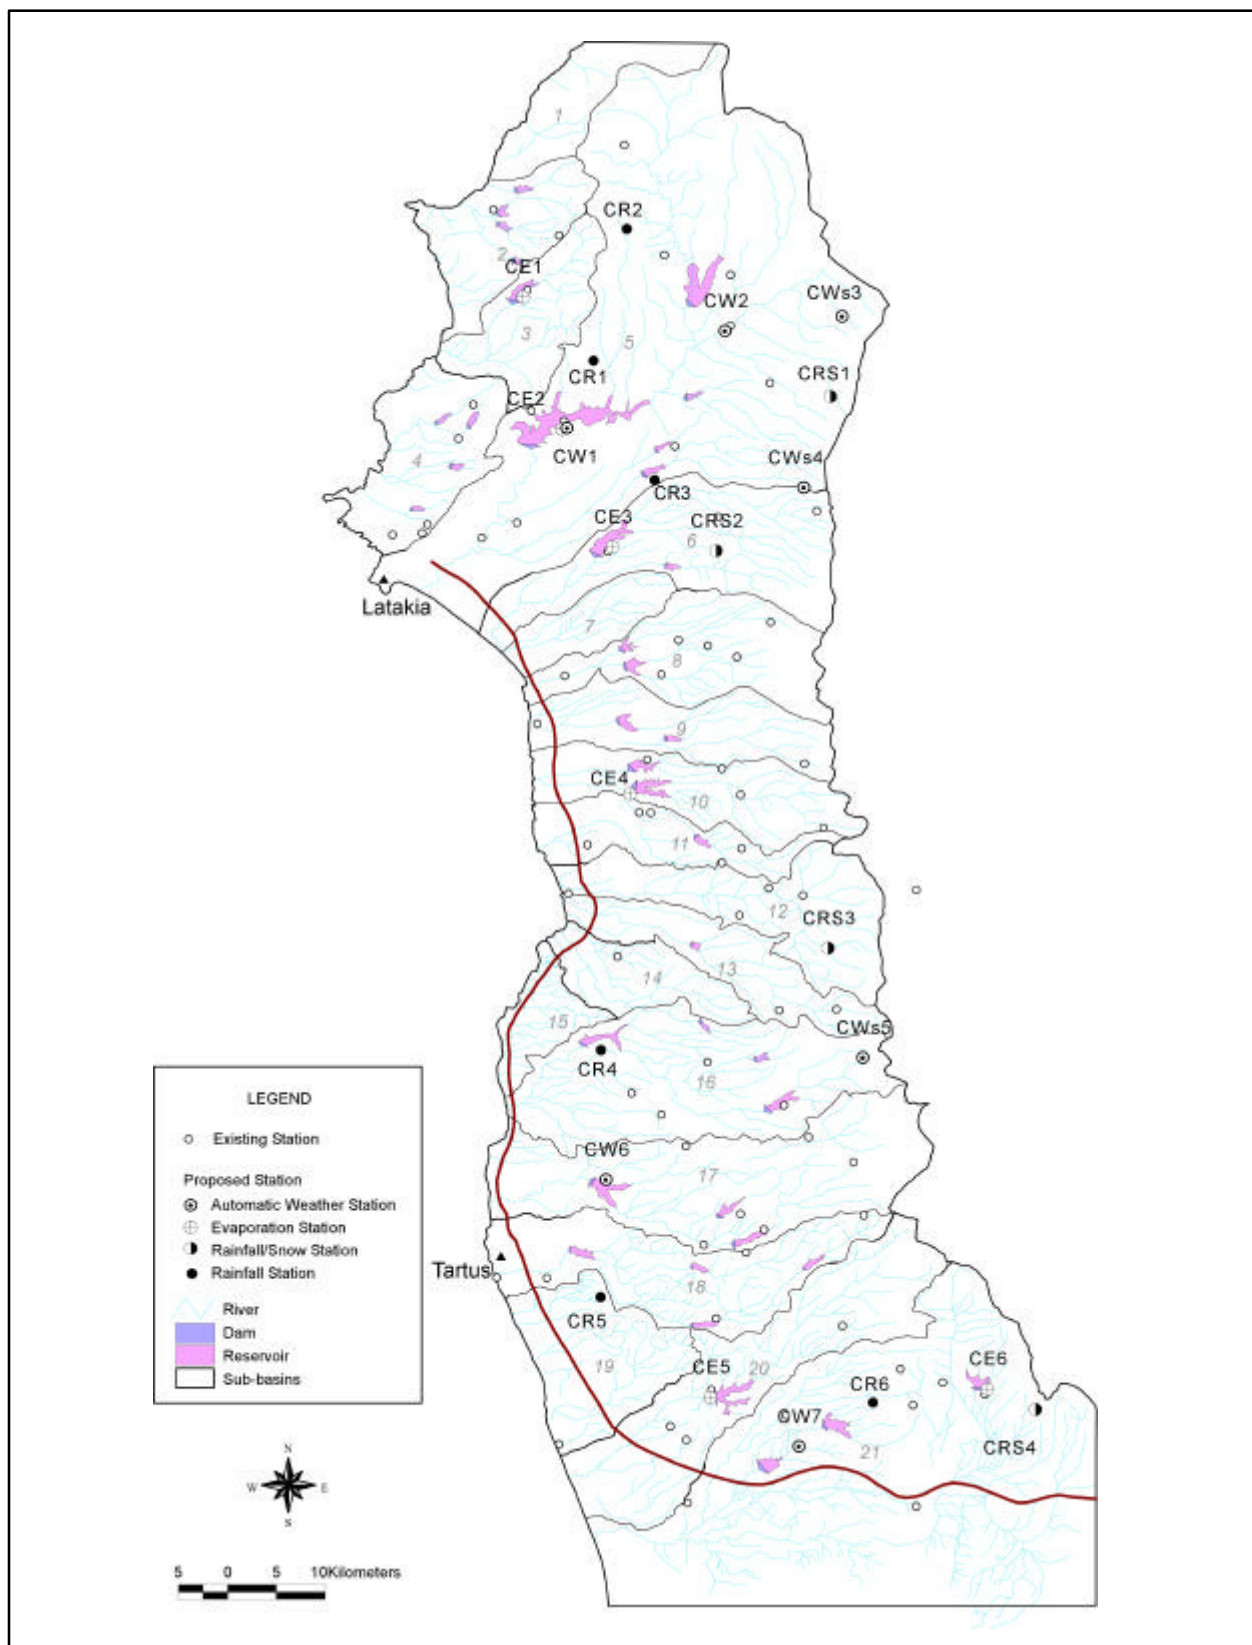 1
CR2
2
CE1
CW2
CWs3
3
5
CR1
CRS1
CE2
CW1
4
CWs4
CR3
CE3
CRS2
6
Latakia
7
8
9
CE4
10
11
12
CRS3
13
14
15
CWs5
CR4
16
CW6
17
Tartus
18
CR5
19
CE5
20
CE6
CR6
CW7
CRS4
21
LEGEND
Existing Station
Proposed Station
Automatic Weather Station
Evaporation Station
Rainfall/Snow Station
Rainfall Station
River
Dam
Reservoir
Sub-basins
N
W E
S
5 0 5 10Kilometers